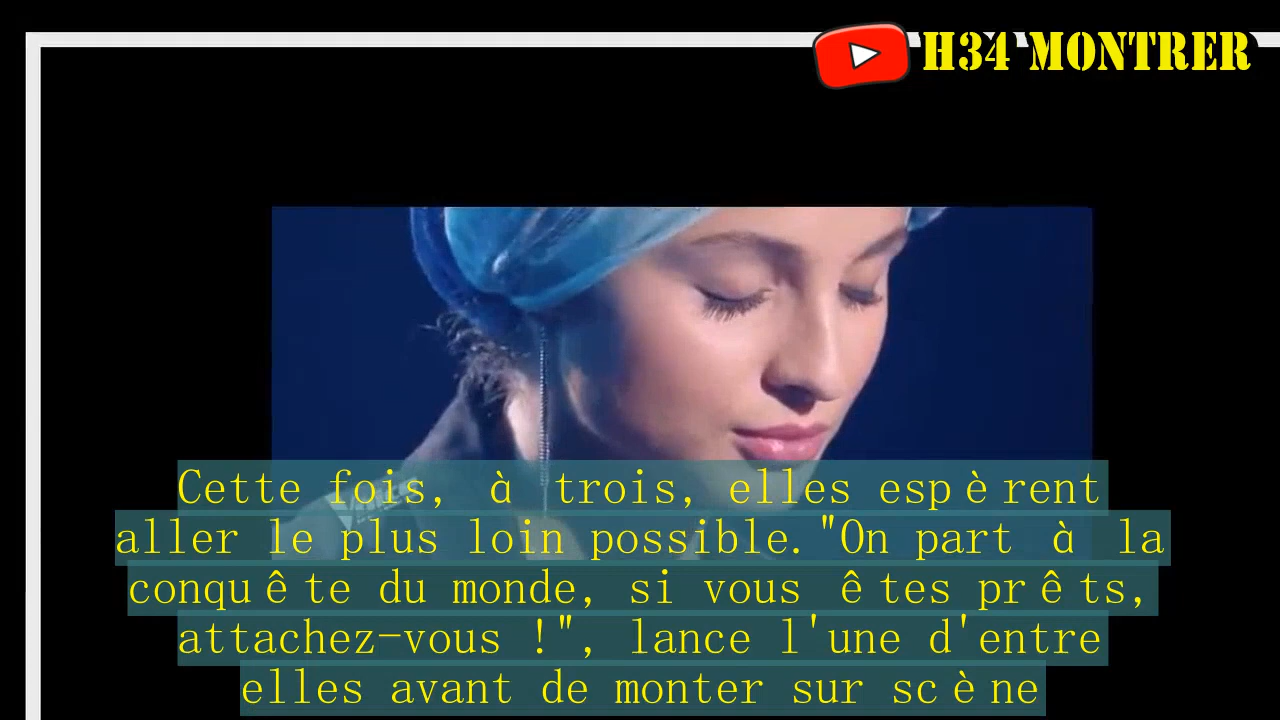 H34 MONTRER
Cette fois, à trois, elles espèrent
aller le plus loin possible."On part à la
conquête du monde, si vous êtes prêts,
attachez-vous !", lance l'une d'entre
elles avant de monter sur scène